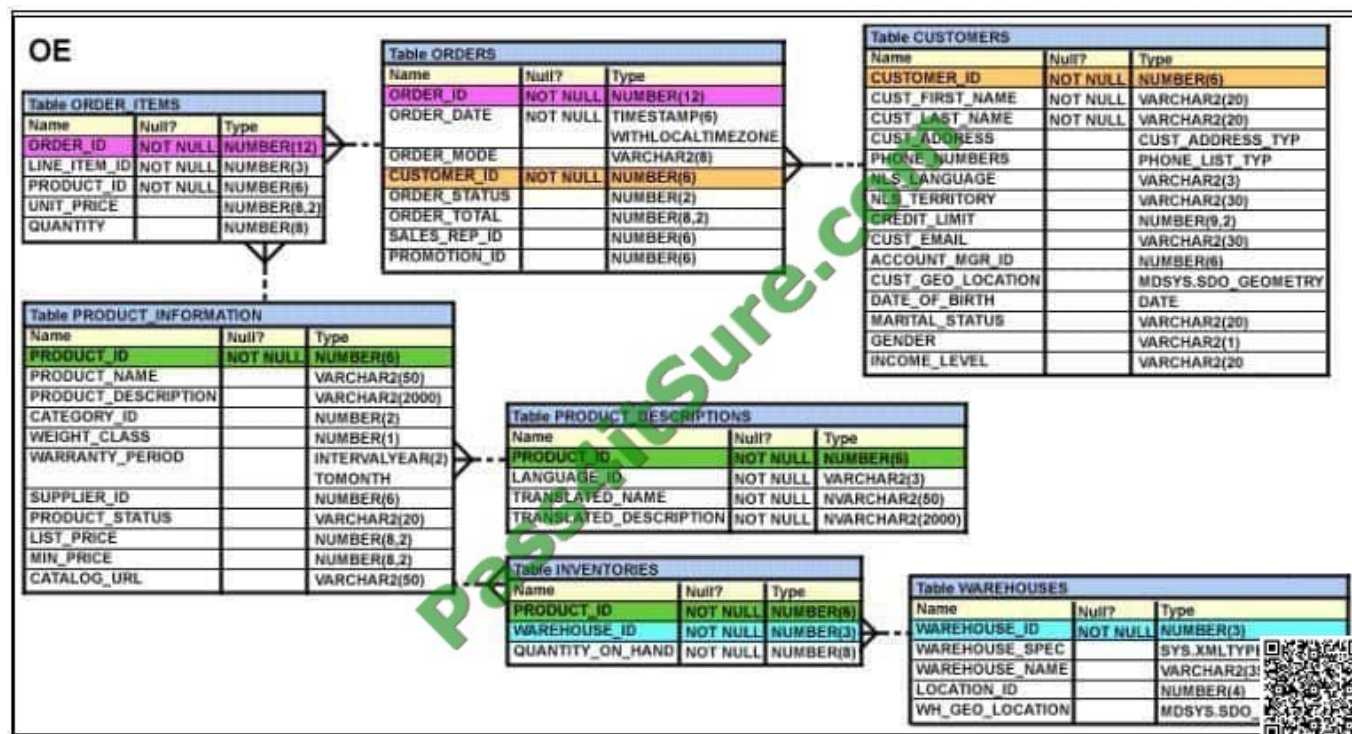 OE
Table ORDER_ITEMS
Name Null? Type
ORDER_ID NOT NULL NUMBER(12)
LINE_ITEM_ID NOT NULL NUMBER(3)
PRODUCT_ID NOT NULL NUMBER(6)
UNIT_PRICE NUMBER(8,2)
QUANTITY NUMBER(8)
Table ORDERS
Name Null? Type
ORDER_ID NOT NULL NUMBER(12)
ORDER_DATE NOT NULL TIMESTAMP(6)
WITHLOCALTIMEZONE
ORDER_MODE VARCHAR2(8)
CUSTOMER_ID NOT NULL NUMBER(6)
ORDER_STATUS NUMBER(2)
ORDER_TOTAL NUMBER(8,2)
SALES_REP_ID NUMBER(6)
PROMOTION_ID NUMBER(6)
Table CUSTOMERS
Name Null? Type
CUSTOMER_ID NOT NULL NUMBER(6)
CUST_FIRST_NAME NOT NULL VARCHAR2(20)
CUST_LAST_NAME NOT NULL VARCHAR2(20)
CUST_ADDRESS CUST_ADDRESS_TYP
PHONE_NUMBERS PHONE_LIST_TYP
NLS_LANGUAGE VARCHAR2(3)
NLS_TERRITORY VARCHAR2(30)
CREDIT_LIMIT NUMBER(9,2)
CUST_EMAIL VARCHAR2(30)
ACCOUNT_MGR_ID NUMBER(6)
CUST_GEO_LOCATION MDSYS.SDO_GEOMETRY
DATE_OF_BIRTH DATE
MARITAL_STATUS VARCHAR2(20)
GENDER VARCHAR2(1)
INCOME_LEVEL VARCHAR2(20
Table PRODUCT_INFORMATION
Name Null? Type
PRODUCT_ID NOT NULL NUMBER(6)
PRODUCT_NAME VARCHAR2(50)
PRODUCT_DESCRIPTION VARCHAR2(2000)
CATEGORY_ID NUMBER(2)
WEIGHT_CLASS NUMBER(1)
WARRANTY_PERIOD INTERVALYEAR(2)
TOMONTH
SUPPLIER_ID NUMBER(6)
PRODUCT_STATUS VARCHAR2(20)
LIST_PRICE NUMBER(8,2)
MIN_PRICE NUMBER(8,2)
CATALOG_URL VARCHAR2(50)
Table PRODUCT_DESCRIPTIONS
Name Null? Type
PRODUCT_ID NOT NULL NUMBER(6)
LANGUAGE_ID NOT NULL VARCHAR2(3)
TRANSLATED_NAME NOT NULL NVARCHAR2(50)
TRANSLATED_DESCRIPTION NOT NULL NVARCHAR2(2000)
Table INVENTORIES
Name Null? Type
PRODUCT_ID NOT NULL NUMBER(6)
WAREHOUSE_ID NOT NULL NUMBER(3)
QUANTITY_ON_HAND NOT NULL NUMBER(8)
Table WAREHOUSES
Name Null? Type
WAREHOUSE_ID NOT NULL NUMBER(3)
WAREHOUSE_SPEC SYS.XMLTYPE
WAREHOUSE_NAME VARCHAR2(3
LOCATION_ID NUMBER(4)
WH_GEO_LOCATION MDSYS.SDO_
Pass4itSure.com